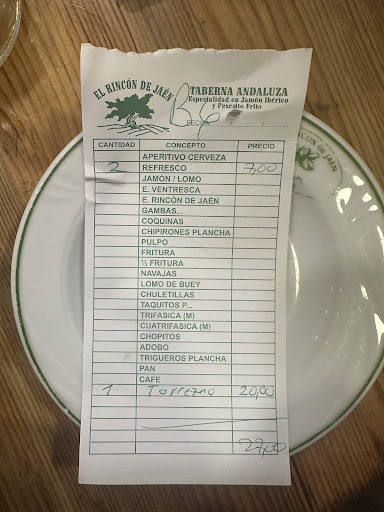 EL RINCÓN DE JAÉN
TABERNA ANDALUZA
Especialidad en Jamón Ibérico
y Pescaíto Frito
FECHA
CANTIDAD CONCEPTO PRECIO
APERITIVO CERVEZA
2 REFRESCO 7,00
JAMÓN / LOMO
E. VENTRESCA
E. RINCÓN DE JAÉN
GAMBAS...
COQUINAS
CHIPIRONES PLANCHA
PULPO
FRITURA
½ FRITURA
NAVAJAS
LOMO DE BUEY
CHULETILLAS
TAQUITOS P...
TRIFASICA (M)
CUATRIFASICA (M)
CHOPITOS
ADOBO
TRIGUEROS PLANCHA
PAN
CAFE
1 Torrezno 20,00
27,00